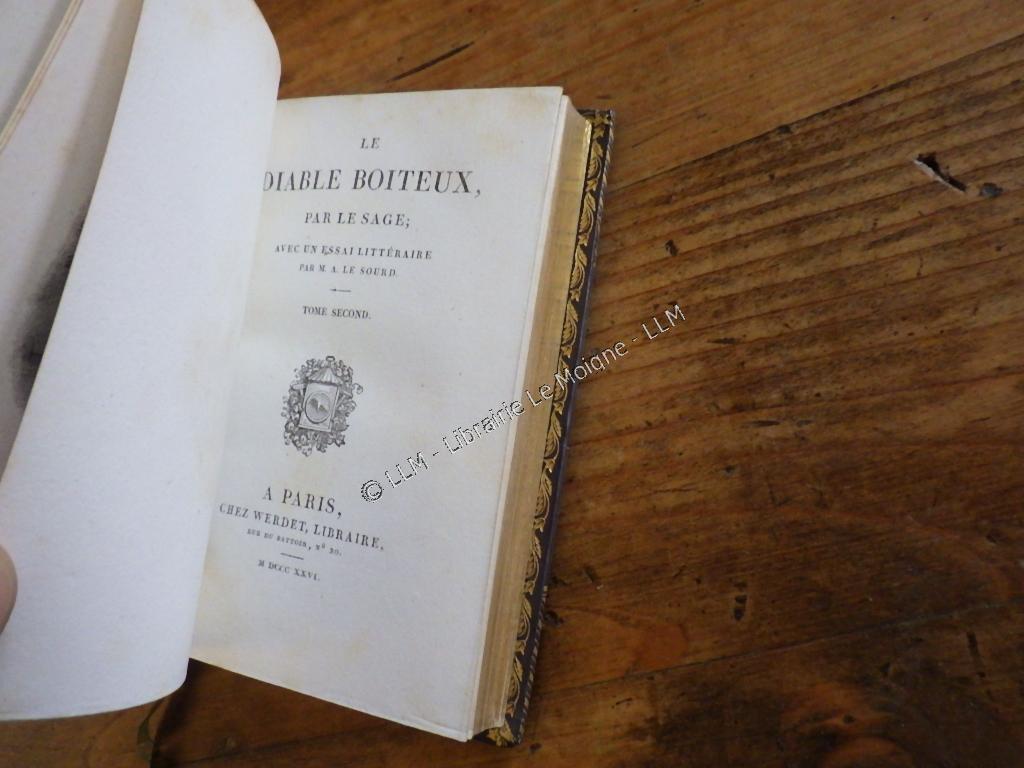 LE
DIABLE BOITEUX,
PAR LE SAGE;
AVEC UN ESSAI LITTÉRAIRE
PAR M. A. LE SOURD.
TOME SECOND.
A PARIS,
CHEZ WERDET, LIBRAIRE,
RUE DU BATTOIR, Nº 20.
M DCCC XXVI.
© LLM - Librairie Le Moigne - LLM